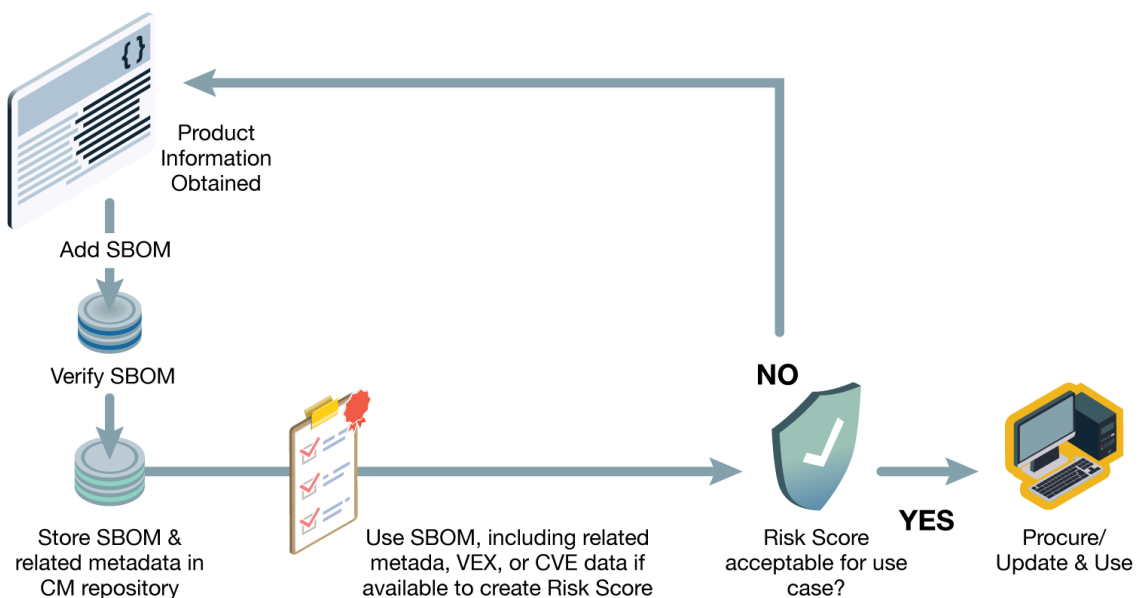 {}
Product
Information
Obtained
Add SBOM
Verify SBOM
Store SBOM &
related metadata in
CM repository
Use SBOM, including related
metada, VEX, or CVE data if
available to create Risk Score
NO
Risk Score
acceptable for use
case?
YES
Procure/
Update & Use